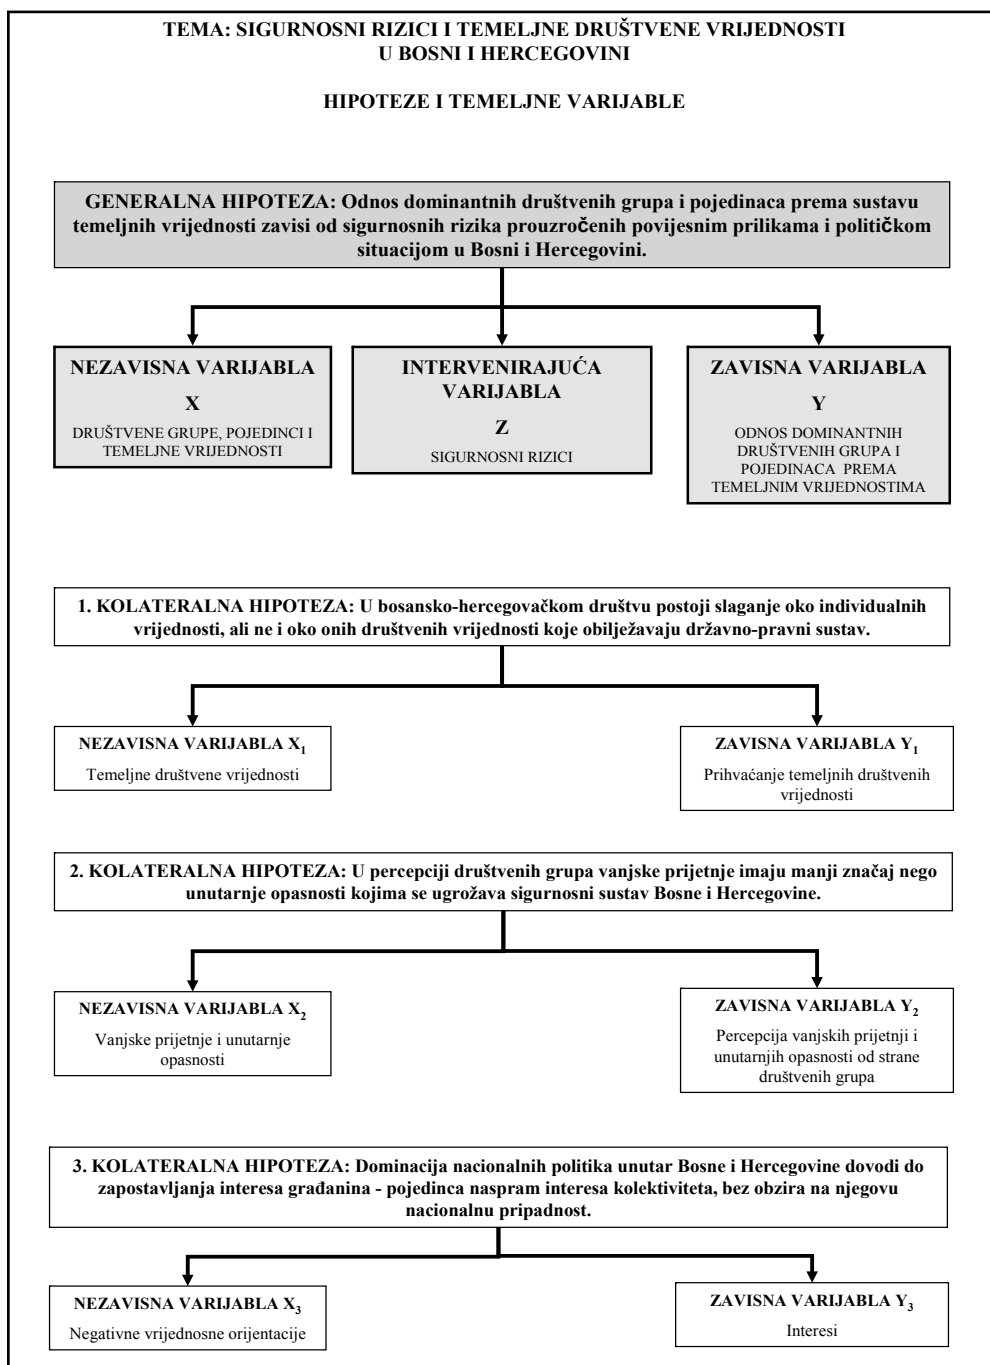 TEMA: SIGURNOSNI RIZICI I TEMELJNE DRUŠTVENE VRIJEDNOSTI
U BOSNI I HERCEGOVINI
HIPOTEZE I TEMELJNE VARIJABLE
GENERALNA HIPOTEZA: Odnos dominantnih društvenih grupa i pojedinaca prema sustavu
temeljnih vrijednosti zavisi od sigurnosnih rizika prouzročenih povijesnim prilikama i političkom
situacijom u Bosni i Hercegovini.
NEZAVISNA VARIJABLA
X
DRUŠTVENE GRUPE, POJEDINCI I
TEMELJNE VRIJEDNOSTI
INTERVENIRAJUĆA
VARIJABLA
Z
SIGURNOSNI RIZICI
ZAVISNA VARIJABLA
Y
ODNOS DOMINANTNIH
DRUŠTVENIH GRUPA I
POJEDINACA PREMA
TEMELJNIM VRIJEDNOSTIMA
1. KOLATERALNA HIPOTEZA: U bosansko-hercegovačkom društvu postoji slaganje oko individualnih
vrijednosti, ali ne i oko onih društvenih vrijednosti koje obilježavaju državno-pravni sustav.
NEZAVISNA VARIJABLA X1
Temeljne društvene vrijednosti
ZAVISNA VARIJABLA Y1
Prihvaćanje temeljnih društvenih
vrijednosti
2. KOLATERALNA HIPOTEZA: U percepciji društvenih grupa vanjske prijetnje imaju manji značaj nego
unutarnje opasnosti kojima se ugrožava sigurnosni sustav Bosne i Hercegovine.
NEZAVISNA VARIJABLA X2
Vanjske prijetnje i unutarnje
opasnosti
ZAVISNA VARIJABLA Y2
Percepcija vanjskih prijetnji i
unutarnjih opasnosti od strane
društvenih grupa
3. KOLATERALNA HIPOTEZA: Dominacija nacionalnih politika unutar Bosne i Hercegovine dovodi do
zapostavljanja interesa građanina - pojedinca naspram interesa kolektiviteta, bez obzira na njegovu
nacionalnu pripadnost.
NEZAVISNA VARIJABLA X3
Negativne vrijednosne orijentacije
ZAVISNA VARIJABLA Y3
Interesi